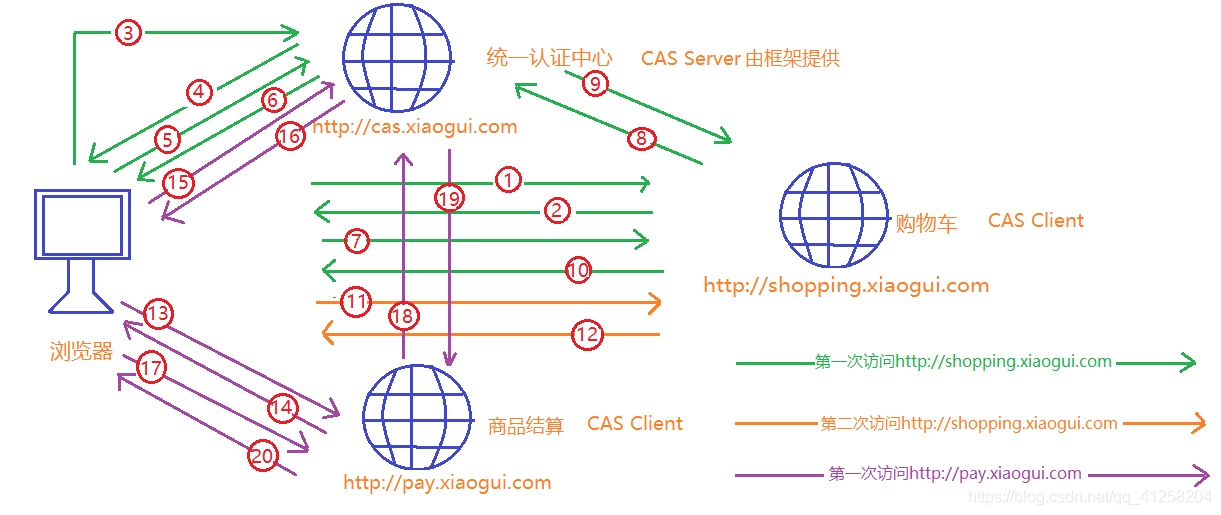 ③
统一认证中心 CAS Server 由框架提供
④
⑨
⑥
http://cas.xiaogui.com
⑤
⑯
⑧
⑮
①
⑲
②
购物车 CAS Client
⑦
⑩
http://shopping.xiaogui.com
⑪
⑬
⑱
⑫
浏览器
第一次访问http://shopping.xiaogui.com
⑰
⑭
商品结算 CAS Client
第二次访问http://shopping.xiaogui.com
⑳
http://pay.xiaogui.com
第一次访问http://pay.xiaogui.com
https://blog.csdn.net/qq_41258204